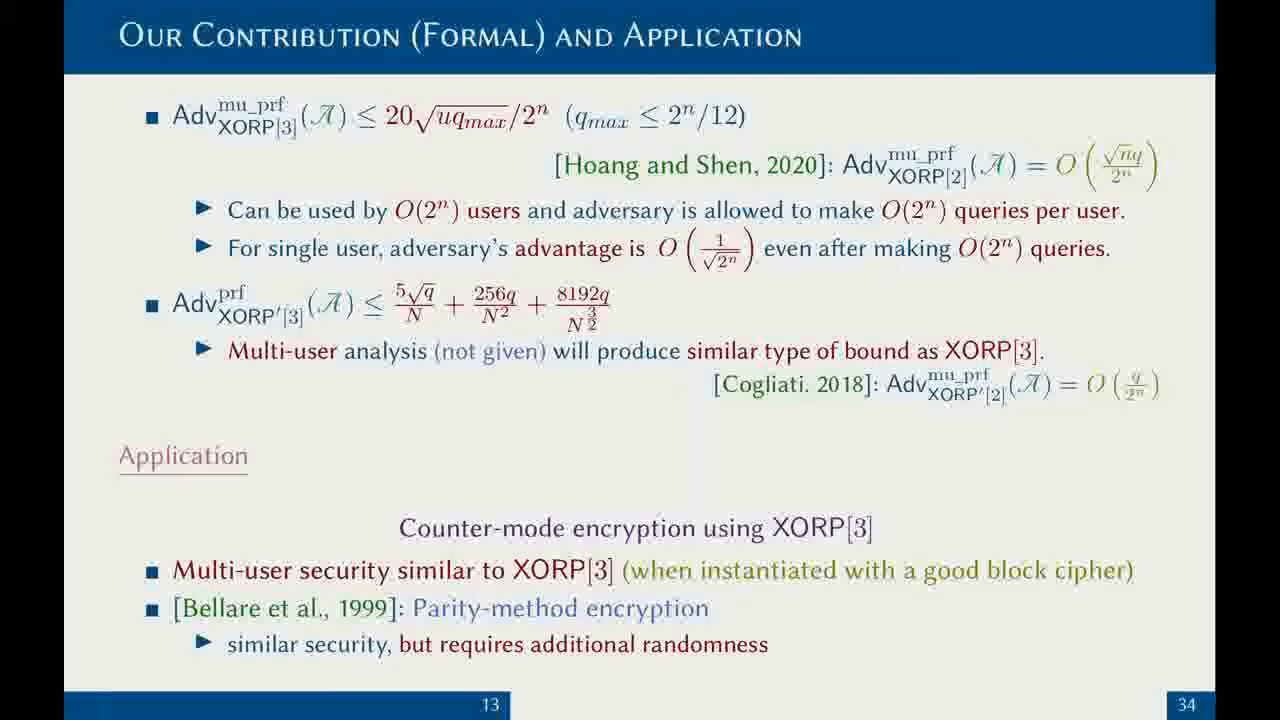 Our Contribution (Formal) and Application
■ Adv^{mu_prf}_{XORP[3]}(𝒜) ≤ 20√(uq_{max})/2^n (q_{max} ≤ 2^n/12)
[Hoang and Shen, 2020]: Adv^{mu_prf}_{XORP[2]}(𝒜) = O(√n q / 2^n)
▶ Can be used by O(2^n) users and adversary is allowed to make O(2^n) queries per user.
▶ For single user, adversary's advantage is O(1/√2^n) even after making O(2^n) queries.
■ Adv^{prf}_{XORP′[3]}(𝒜) ≤ 5√q/N + 256q/N^2 + 8192q/N^{3/2}
▶ Multi-user analysis (not given) will produce similar type of bound as XORP[3].
[Cogliati. 2018]: Adv^{mu_prf}_{XORP′[2]}(𝒜) = O(q/2^n)
Application
Counter-mode encryption using XORP[3]
■ Multi-user security similar to XORP[3] (when instantiated with a good block cipher)
■ [Bellare et al., 1999]: Parity-method encryption
▶ similar security, but requires additional randomness
13
34